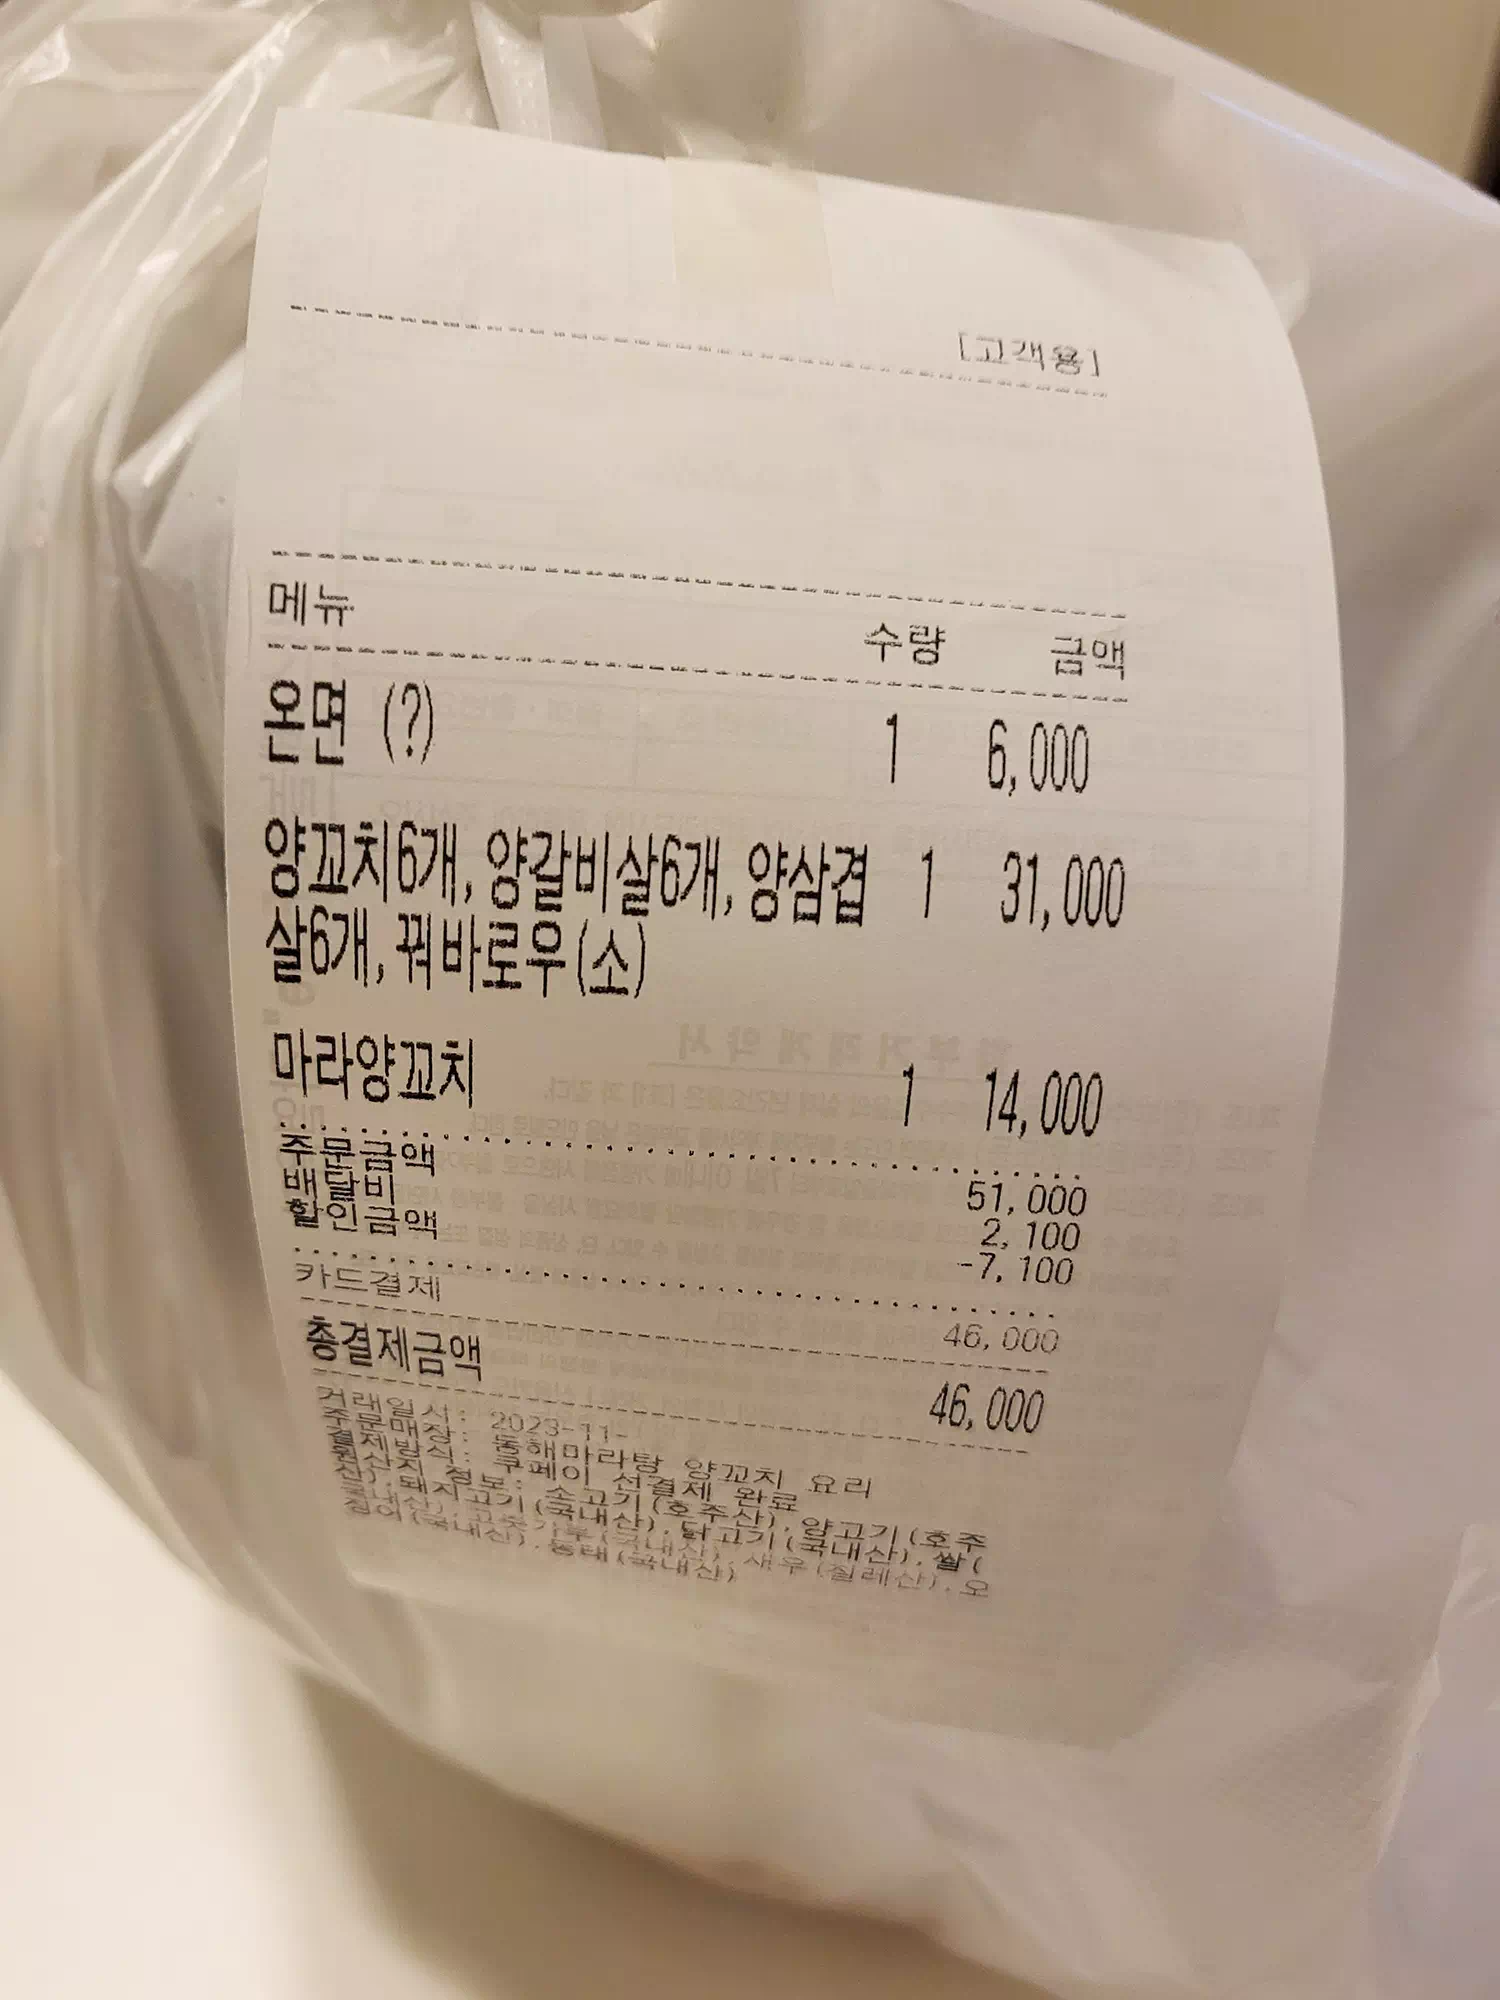 [고객용]
메뉴 수량 금액
온면 (?) 1 6,000
양꼬치6개, 양갈비살6개, 양삼겹 1 31,000
살6개, 꿔바로우(소)
마라양꼬치 1 14,000
주문금액 51,000
배달비 2,100
할인금액 -7,100
카드결제 46,000
총결제금액 46,000
거래일시: 2023-11-
주문매장: 동해마라탕 양꼬치 요리
결제방식: 쿠페이 선결제 완료
원산지 정보: 소고기(호주산), 양고기(호주
산), 돼지고기(국내산), 닭고기(국내산), 쌀(
국내산), 고춧가루(국내산), 새우(칠레산), 오
징어(국내산), 동태(국내산)
할부거래계약서